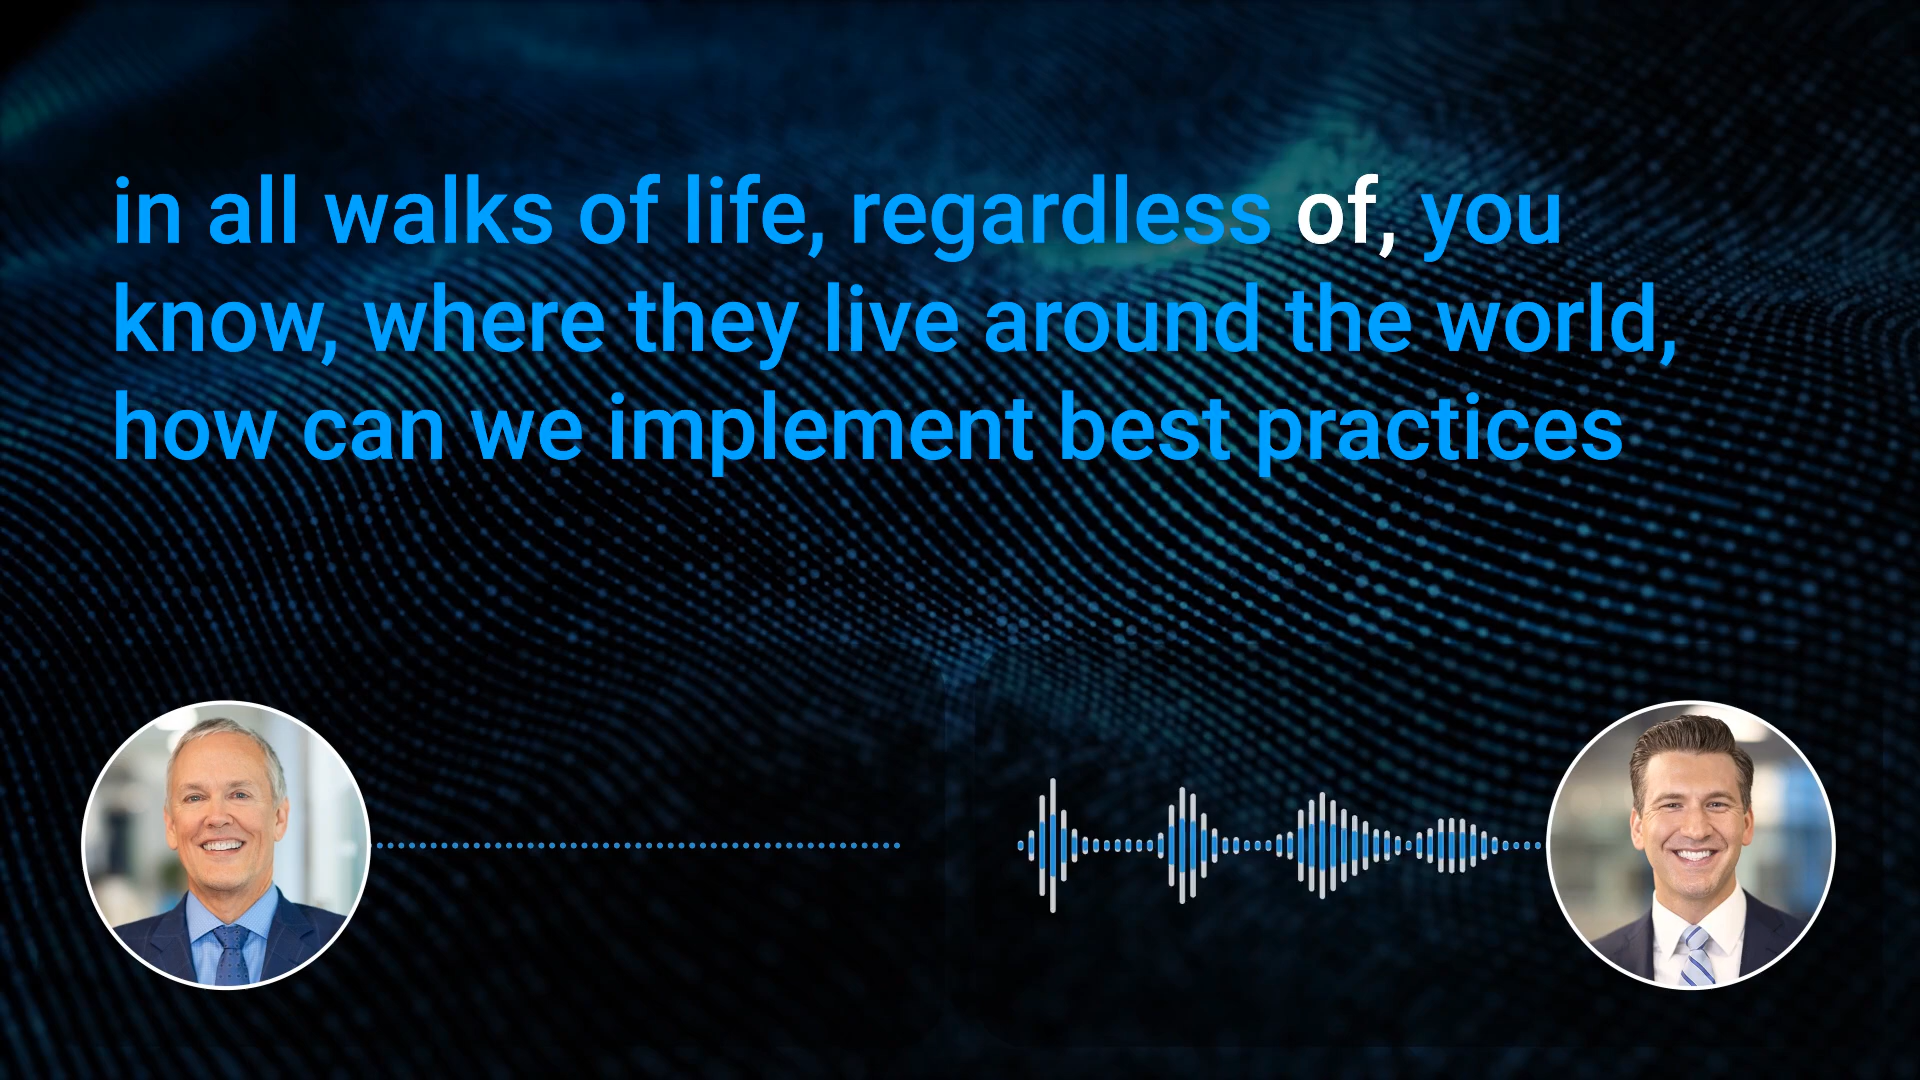 in all walks of life, regardless of, you
know, where they live around the world,
how can we implement best practices